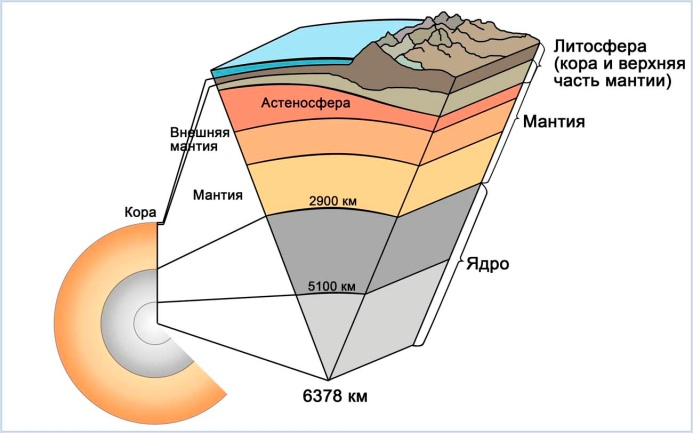 Литосфера
(кора и верхняя
часть мантии)
Астеносфера
Мантия
Внешняя
мантия
Мантия
2900 км
Кора
Ядро
5100 км
6378 км